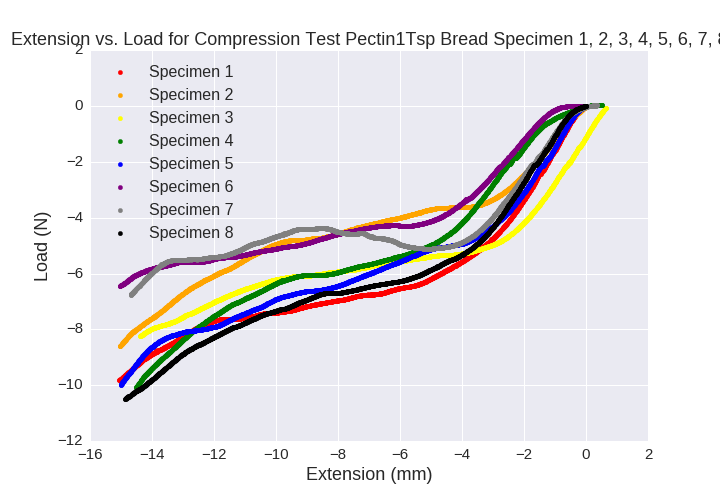 Extension vs. Load for Compression Test Pectin1Tsp Bread Specimen 1, 2, 3, 4, 5, 6, 7, 8
2
0
−2
−4
−6
−8
−10
−12
Load (N)
Specimen 1
Specimen 2
Specimen 3
Specimen 4
Specimen 5
Specimen 6
Specimen 7
Specimen 8
−16 −14 −12 −10 −8 −6 −4 −2 0 2
Extension (mm)